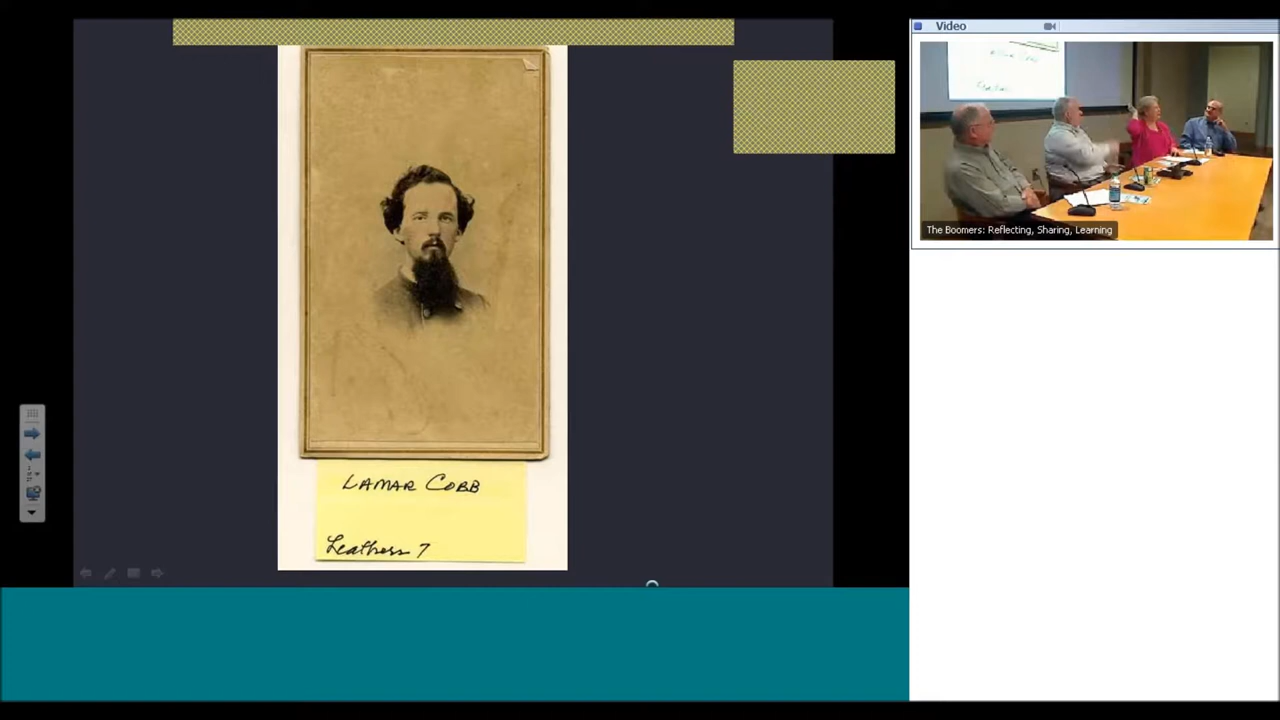 LAMAR COBB
Leathers 7
Video
The Boomers: Reflecting, Sharing, Learning